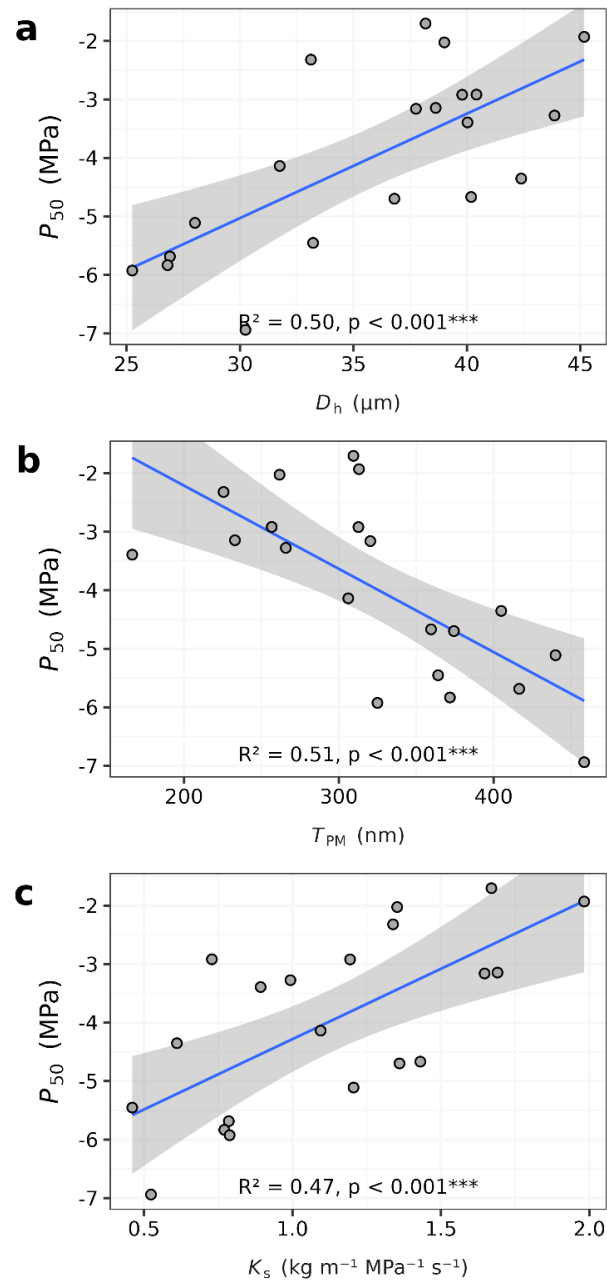 a
-2
-3
-4
-5
-6
-7
P50 (MPa)
R² = 0.50, p < 0.001***
25 30 35 40 45
Dh (µm)
b
-2
-3
-4
-5
-6
-7
P50 (MPa)
R² = 0.51, p < 0.001***
200 300 400
TPM (nm)
c
-2
-3
-4
-5
-6
-7
P50 (MPa)
R² = 0.47, p < 0.001***
0.5 1.0 1.5 2.0
Ks (kg m⁻¹ MPa⁻¹ s⁻¹)